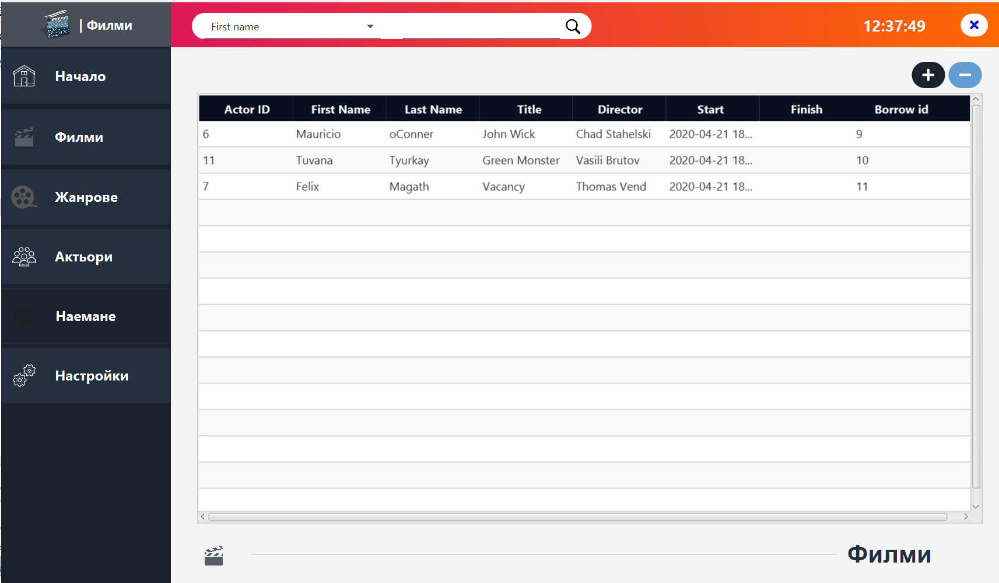 | Филми
First name
12:37:49
Начало
Филми
Жанрове
Актьори
Наемане
Настройки
Actor ID First Name Last Name Title Director Start Finish Borrow id
6 Mauricio oConner John Wick Chad Stahelski 2020-04-21 18... 9
11 Tuvana Tyurkay Green Monster Vasili Brutov 2020-04-21 18... 10
7 Felix Magath Vacancy Thomas Vend 2020-04-21 18... 11
Филми